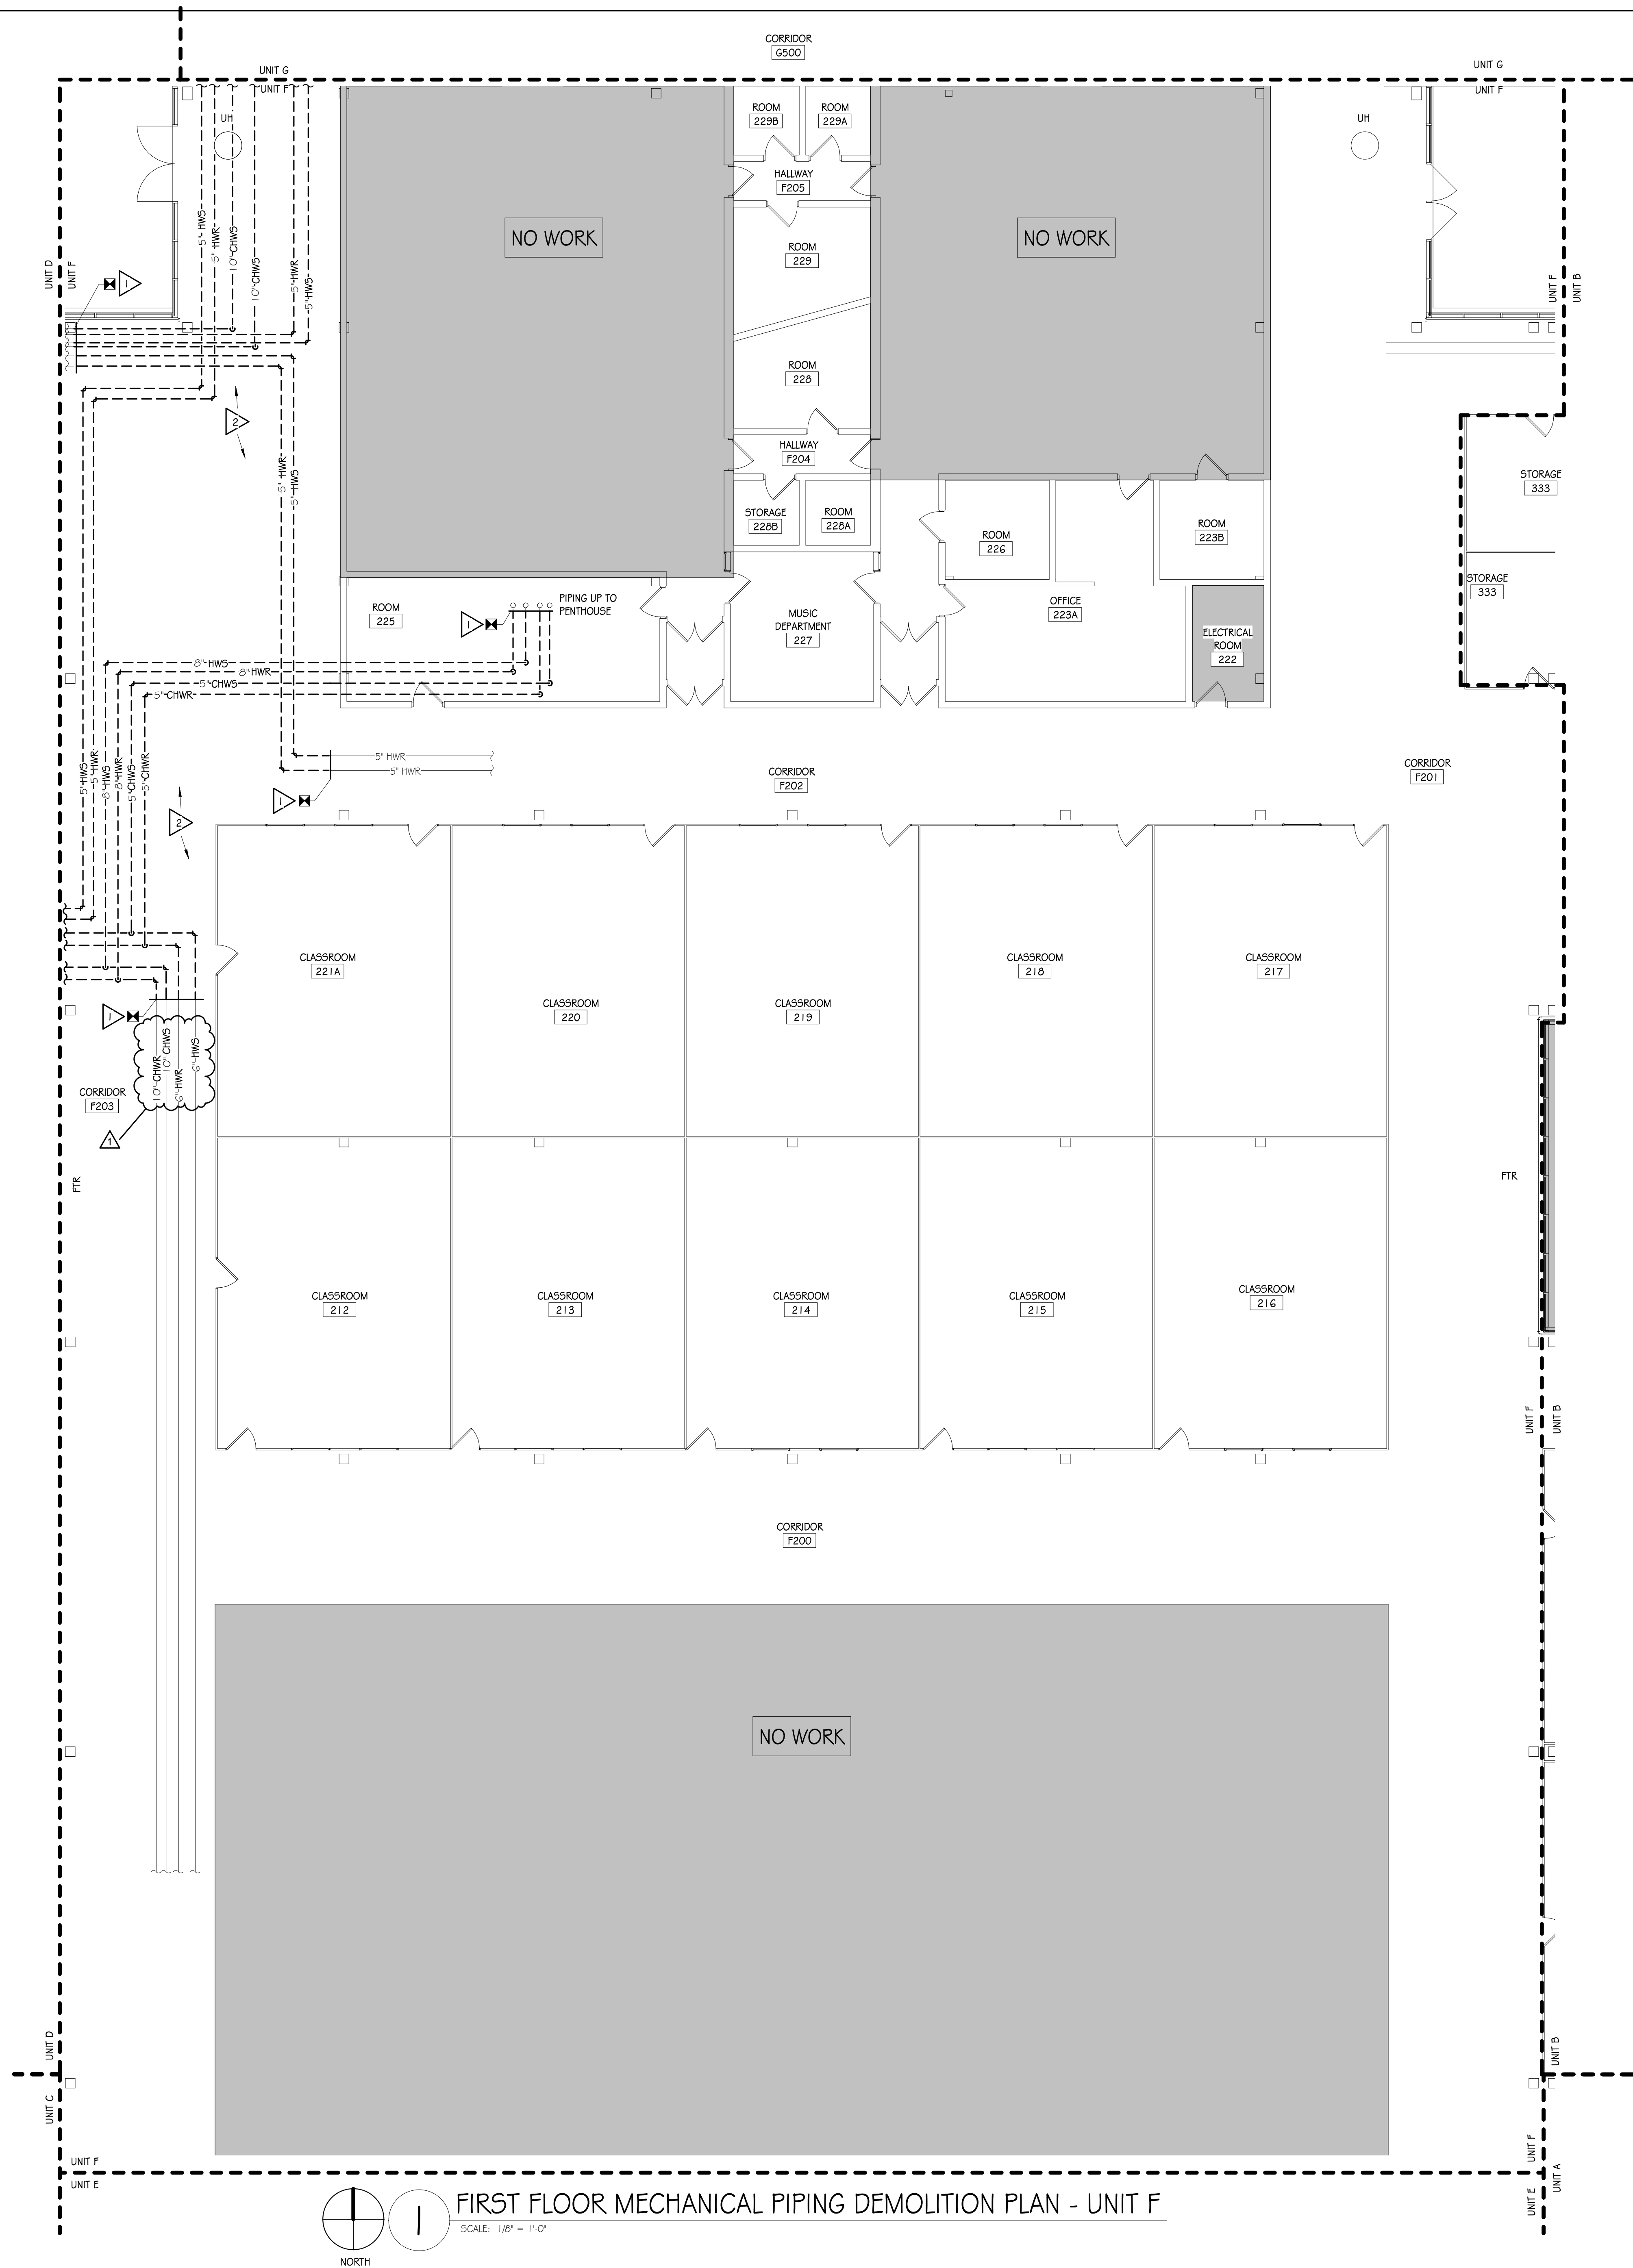 CORRIDOR
G500
UNIT G
UNIT F
UNIT G
UNIT F
UH
UH
ROOM
229B
ROOM
229A
HALLWAY
F205
NO WORK
NO WORK
ROOM
229
5" HWS
5" HWR
10" CHWS
10" CHWS
5" HWR
5" HWS
UNIT D
UNIT F
UNIT F
UNIT B
1
ROOM
228
2
HALLWAY
F204
5" HWR
5" HWS
STORAGE
333
STORAGE
228B
ROOM
228A
ROOM
226
ROOM
223B
STORAGE
333
ROOM
225
1
PIPING UP TO
PENTHOUSE
MUSIC
DEPARTMENT
227
OFFICE
223A
ELECTRICAL
ROOM
222
8" HWS
8" HWR
5" CHWS
5" CHWR
5" HWS
5" HWR
8" HWS
8" HWR
5" CHWS
5" CHWR
5" HWR
5" HWR
1
CORRIDOR
F202
CORRIDOR
F201
2
CLASSROOM
221A
CLASSROOM
220
CLASSROOM
219
CLASSROOM
218
CLASSROOM
217
1
10" CHWR
10" CHWS
6" HWR
6" HWS
CORRIDOR
F203
1
FTR
FTR
CLASSROOM
212
CLASSROOM
213
CLASSROOM
214
CLASSROOM
215
CLASSROOM
216
UNIT F
UNIT B
CORRIDOR
F200
NO WORK
UNIT D
UNIT C
UNIT B
UNIT F
UNIT E
UNIT F
UNIT A
UNIT E
1
FIRST FLOOR MECHANICAL PIPING DEMOLITION PLAN - UNIT F
SCALE: 1/8" = 1'-0"
NORTH